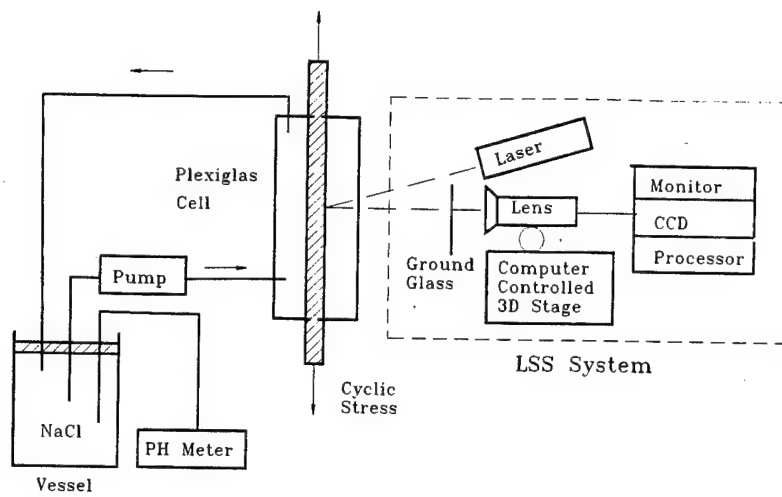 Plexiglas
Cell
Laser
Lens
Monitor
CCD
Processor
Ground
Glass
Computer
Controlled
3D Stage
Pump
LSS System
Cyclic
Stress
NaCl
PH Meter
Vessel